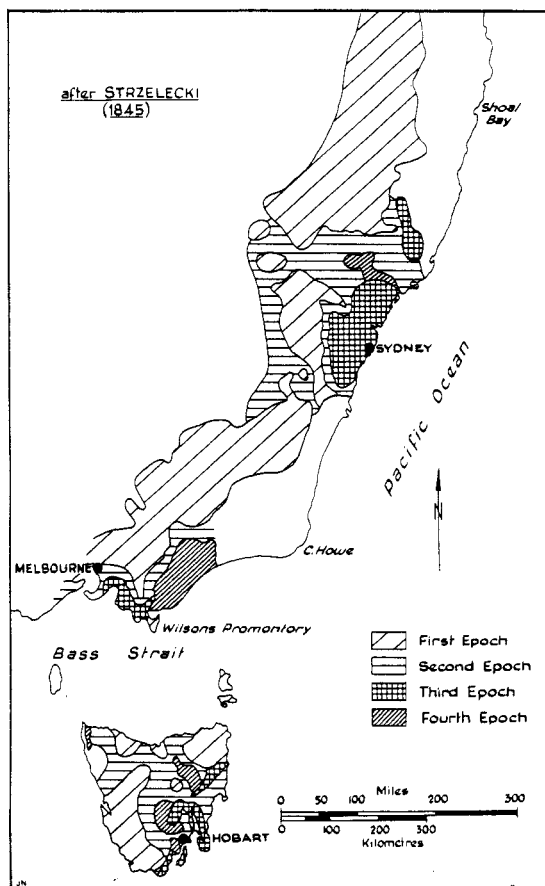 after STRZELECKI
(1845)
Shoal
Bay
SYDNEY
Pacific Ocean
N
C. Howe
MELBOURNE
Wilsons Promontory
Bass Strait
First Epoch
Second Epoch
Third Epoch
Fourth Epoch
Miles
0 50 100 200 300
0 100 200 300
Kilometres
HOBART
JN